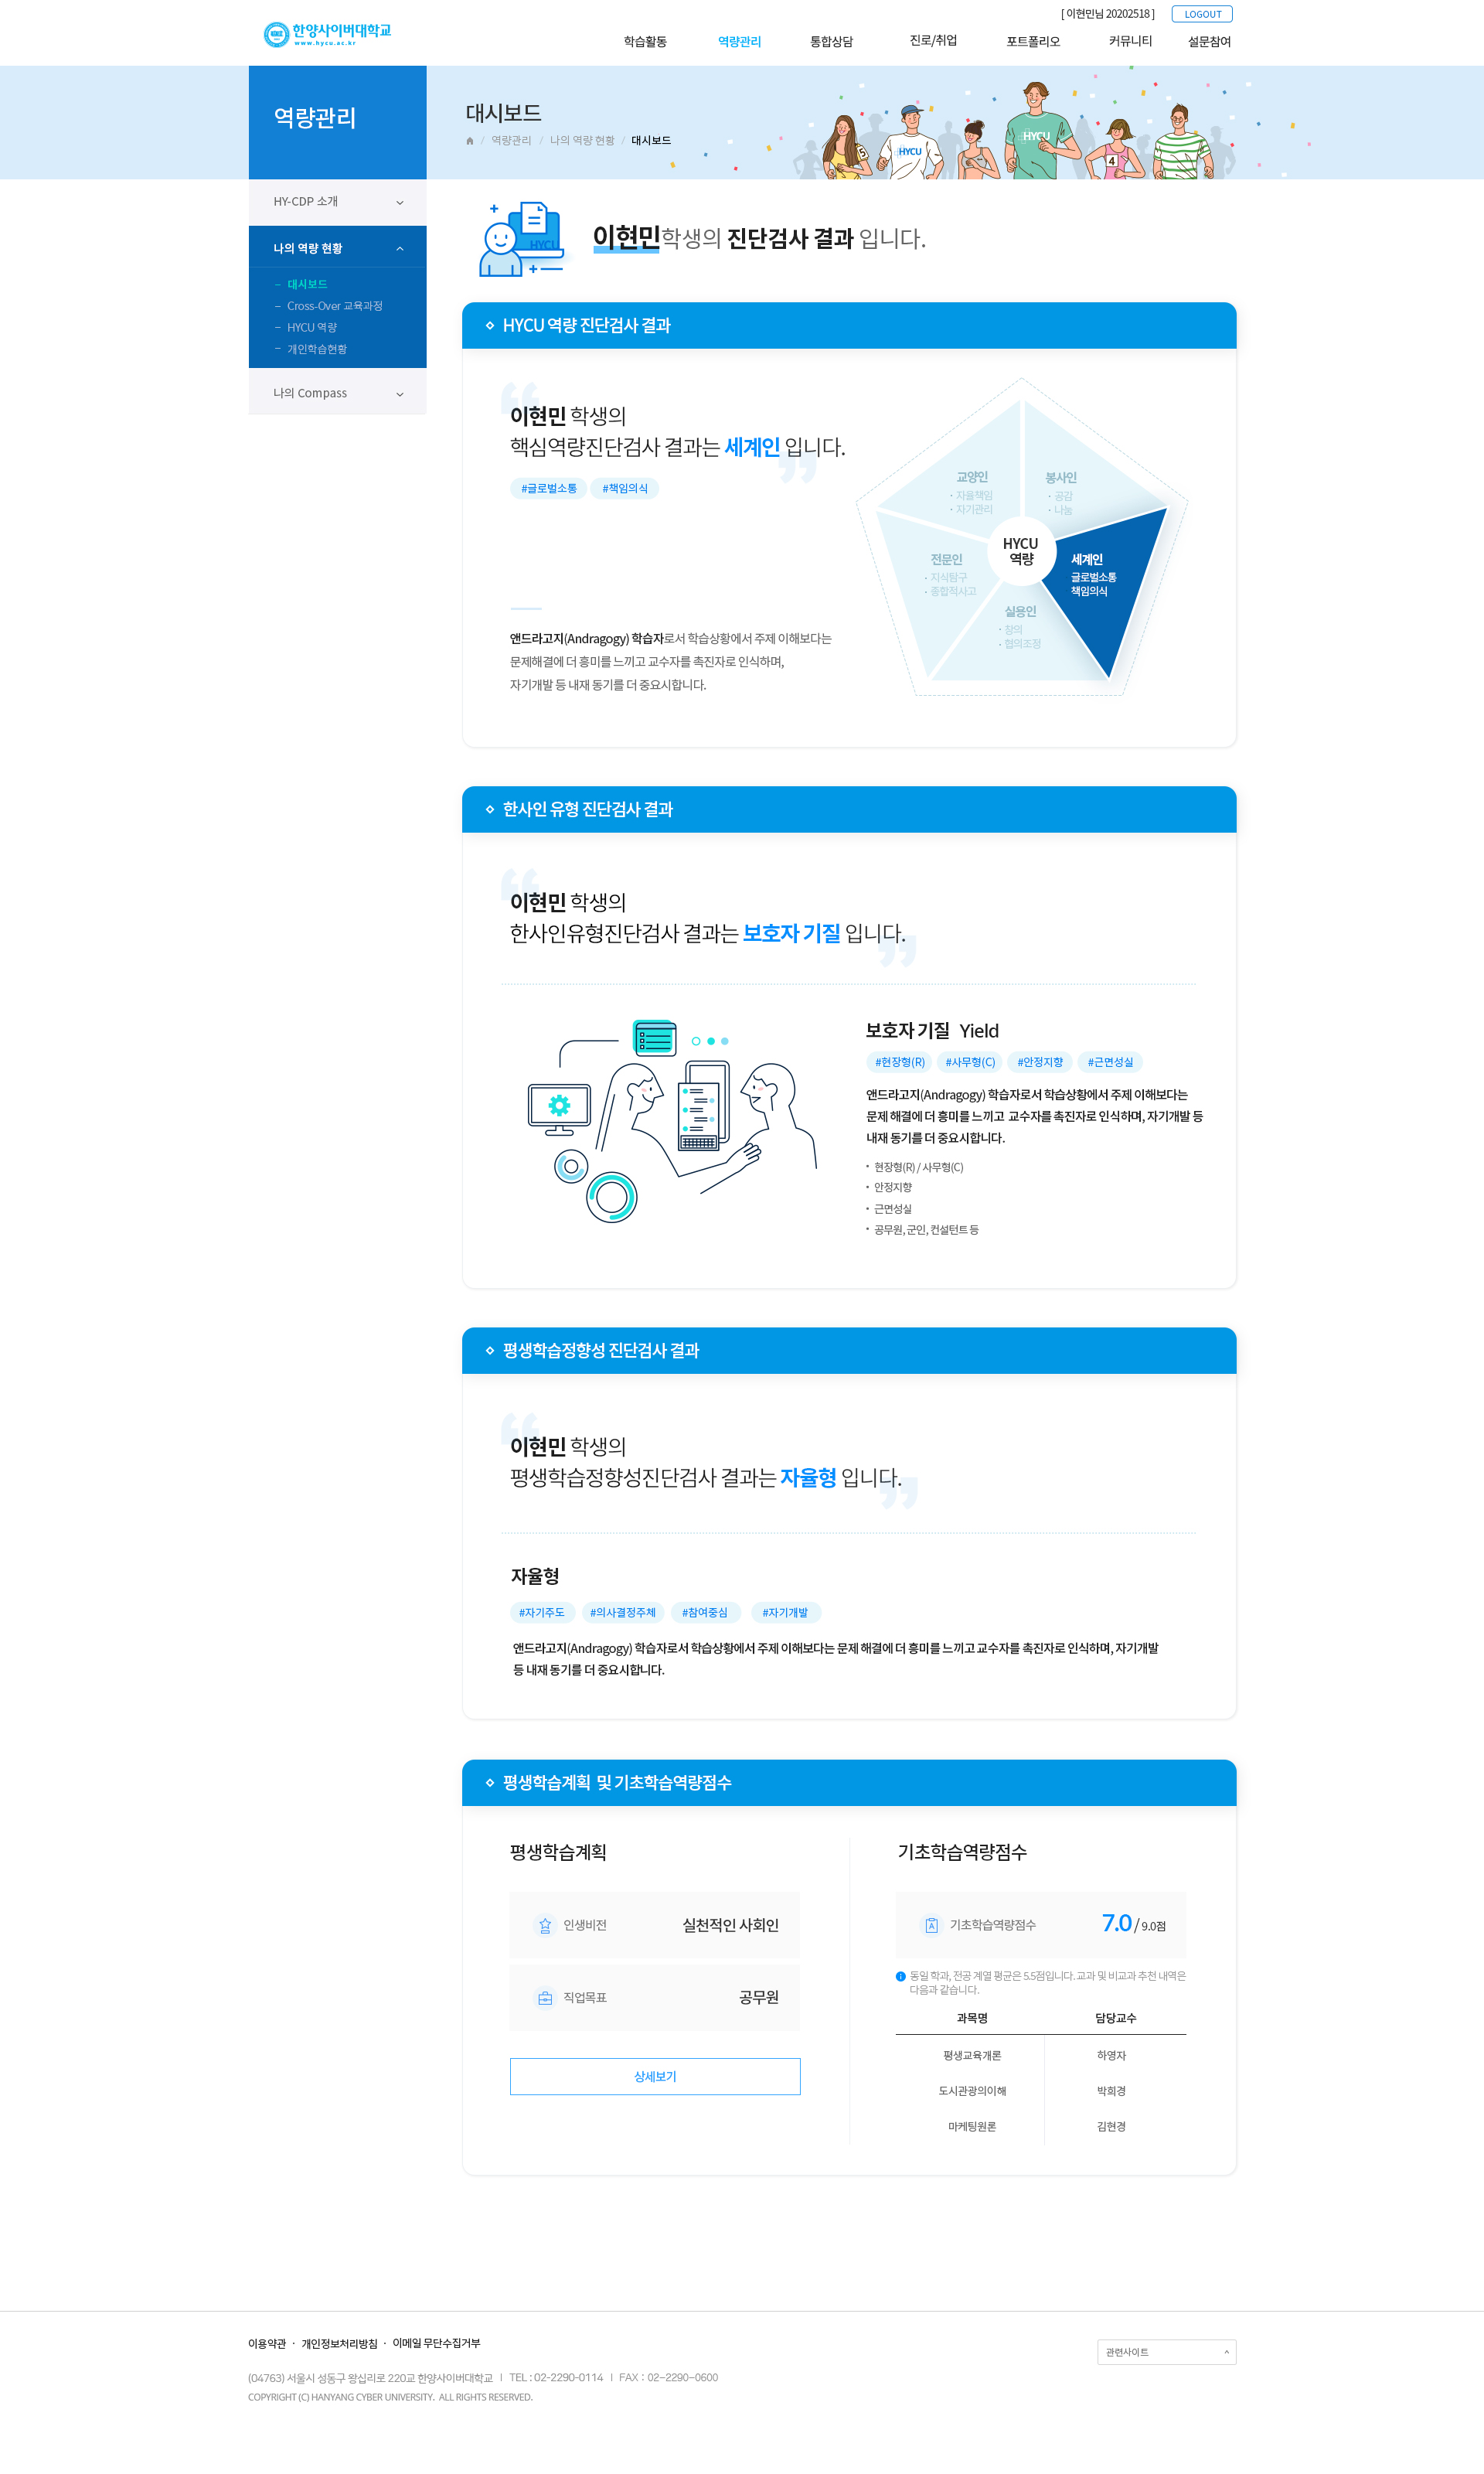 [ 이현민님 20202518 ]
LOGOUT
한양사이버대학교
www.hycu.ac.kr
학습활동
역량관리
통합상담
진로/취업
포트폴리오
커뮤니티
설문참여
역량관리
대시보드
/ 역량관리 / 나의 역량 현황 / 대시보드
HYCU
HYCU
5
4
HY-CDP 소개
나의 역량 현황
대시보드
Cross-Over 교육과정
HYCU 역량
개인학습현황
나의 Compass
HYCU
이현민학생의 진단검사 결과 입니다.
HYCU 역량 진단검사 결과
이현민 학생의
핵심역량진단검사 결과는 세계인 입니다.
#글로벌소통 #책임의식
앤드라고지(Andragogy) 학습자로서 학습상황에서 주제 이해보다는
문제해결에 더 흥미를 느끼고 교수자를 촉진자로 인식하며,
자기개발 등 내재 동기를 더 중요시합니다.
교양인
· 자율책임
· 자기관리
봉사인
· 공감
· 나눔
HYCU
역량
전문인
· 지식탐구
· 종합적사고
세계인
글로벌소통
책임의식
실용인
· 창의
· 협의조정
한사인 유형 진단검사 결과
이현민 학생의
한사인유형진단검사 결과는 보호자 기질 입니다.
보호자 기질 Yield
#현장형(R) #사무형(C) #안정지향 #근면성실
앤드라고지(Andragogy) 학습자로서 학습상황에서 주제 이해보다는
문제 해결에 더 흥미를 느끼고 교수자를 촉진자로 인식하며, 자기개발 등
내재 동기를 더 중요시합니다.
• 현장형(R) / 사무형(C)
• 안정지향
• 근면성실
• 공무원, 군인, 컨설턴트 등
평생학습정향성 진단검사 결과
이현민 학생의
평생학습정향성진단검사 결과는 자율형 입니다.
자율형
#자기주도 #의사결정주체 #참여중심 #자기개발
앤드라고지(Andragogy) 학습자로서 학습상황에서 주제 이해보다는 문제 해결에 더 흥미를 느끼고 교수자를 촉진자로 인식하며, 자기개발
등 내재 동기를 더 중요시합니다.
평생학습계획 및 기초학습역량점수
평생학습계획
인생비전 실천적인 사회인
직업목표 공무원
상세보기
기초학습역량점수
A 기초학습역량점수 7.0 / 9.0점
동일 학과, 전공 계열 평균은 5.5점입니다. 교과 및 비교과 추천 내역은
다음과 같습니다.
과목명 담당교수
평생교육개론 하영자
도시관광의이해 박희경
마케팅원론 김현경
이용약관 · 개인정보처리방침 · 이메일 무단수집거부
관련사이트
(04763) 서울시 성동구 왕십리로 220교 한양사이버대학교 | TEL : 02-2290-0114 | FAX : 02-2290-0600
COPYRIGHT (C) HANYANG CYBER UNIVERSITY. ALL RIGHTS RESERVED.